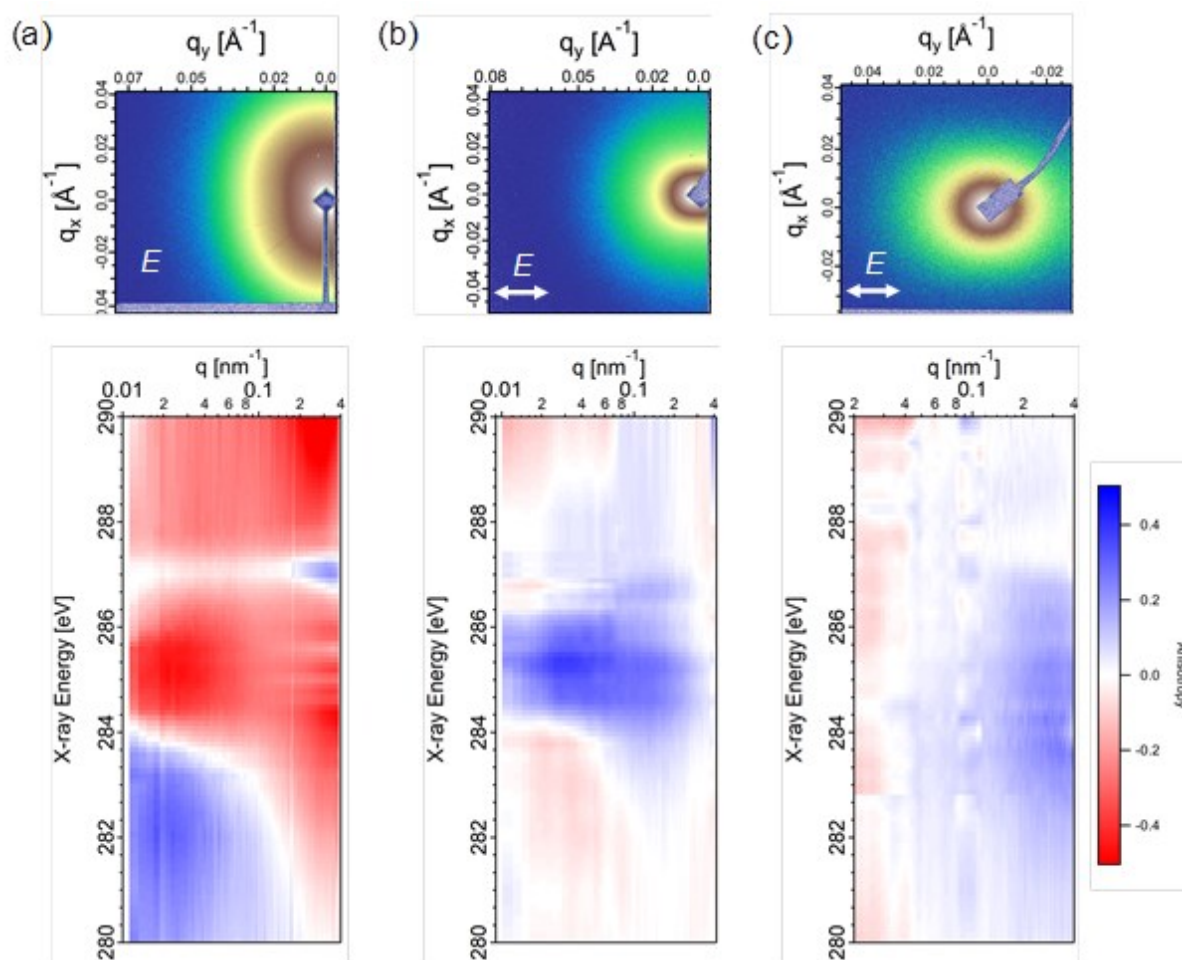 (a)
q_y [Å⁻¹]
0.07 0.05 0.02 0.0
q_x [Å⁻¹]
0.04
0.02
0.0
-0.02
0.04
E
(b)
q_y [A⁻¹]
0.08 0.05 0.02 0.0
q_x [Å⁻¹]
0.04
0.02
0.0
-0.02
-0.04
E
(c)
q_y [Å⁻¹]
0.04 0.02 0.0 -0.02
q_x [Å⁻¹]
0.04
0.02
0.0
-0.02
E
q [nm⁻¹]
0.01 0.1
2 4 6 8 2 4
X-ray Energy [eV]
290
288
286
284
282
280
q [nm⁻¹]
0.01 0.1
2 4 6 8 2 4
X-ray Energy [eV]
290
288
286
284
282
280
q [nm⁻¹]
0.1
2 4 6 8 2 4
X-ray Energy [eV]
290
288
286
284
282
280
0.4
0.2
0.0
-0.2
-0.4